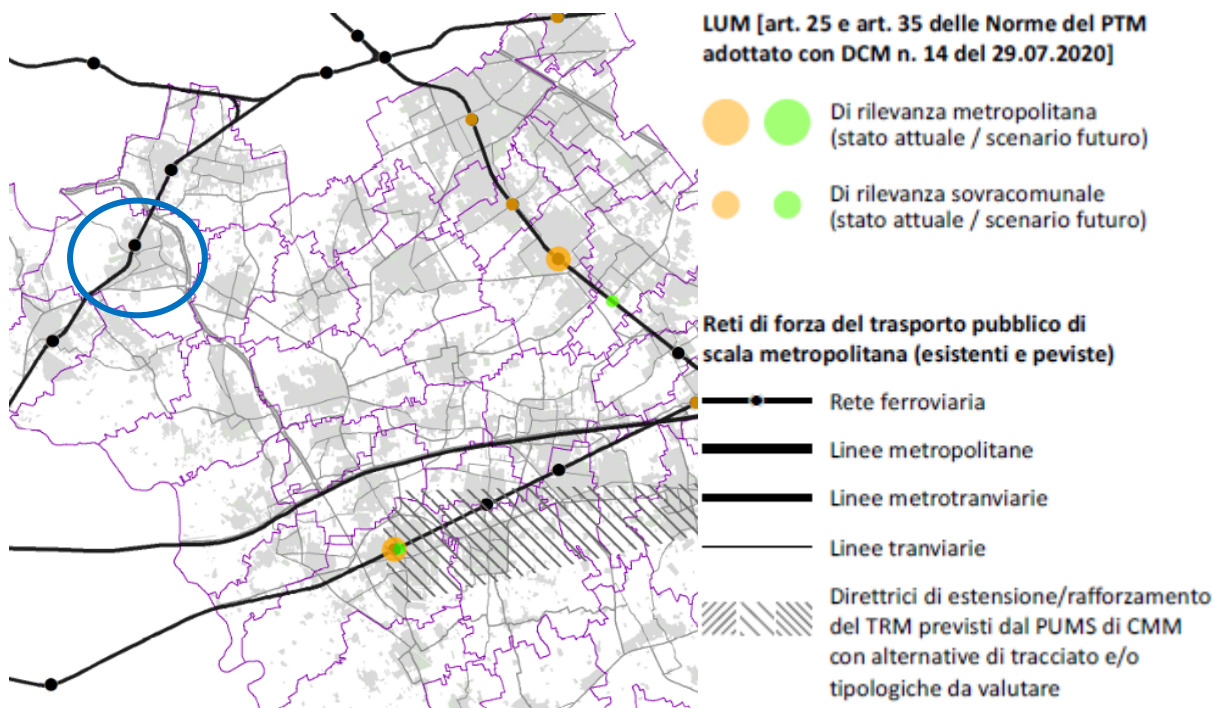 LUM [art. 25 e art. 35 delle Norme del PTM
adottato con DCM n. 14 del 29.07.2020]
Di rilevanza metropolitana
(stato attuale / scenario futuro)
Di rilevanza sovracomunale
(stato attuale / scenario futuro)
Reti di forza del trasporto pubblico di
scala metropolitana (esistenti e peviste)
Rete ferroviaria
Linee metropolitane
Linee metrotranviarie
Linee tranviarie
Direttrici di estensione/rafforzamento
del TRM previsti dal PUMS di CMM
con alternative di tracciato e/o
tipologiche da valutare